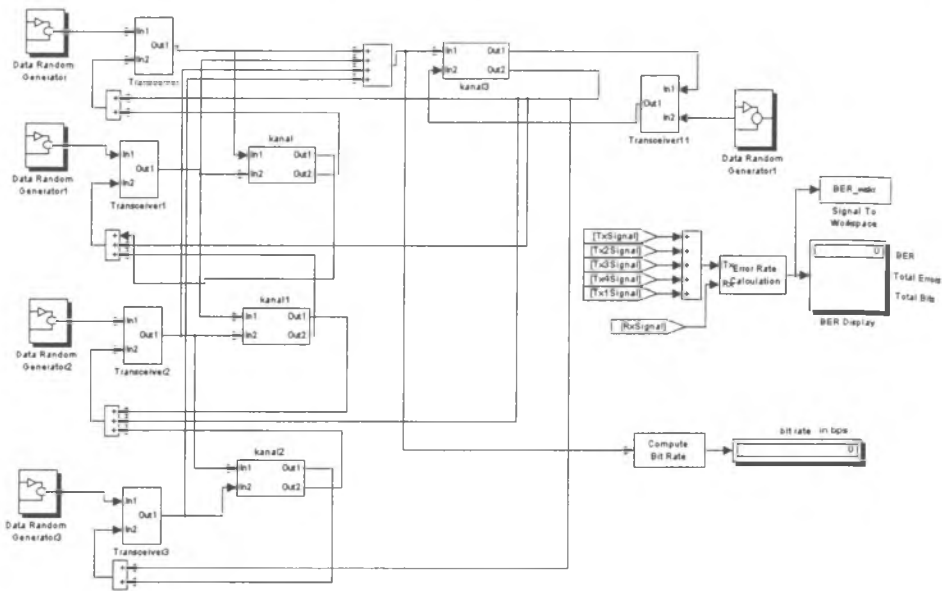 Data Random
Generator
In1
In2
Out1
In1
In2
Out1
Out2
kanal3
In1
Out1
In2
Transceiver11
Data Random
Generator1
Data Random
Generator1
In1
In2
Out1
Transceiver1
kanal
In1
In2
Out1
Out2
BER_wskr
Signal To
Workspace
[TxSignal]
[Tx2Signal]
[Tx3Signal]
[Tx4Signal]
[Tx1Signal]
[RxSignal]
Tx
Rx
Error Rate
Calculation
0
BER
Total Errors
Total Bits
BER Display
kanal1
In1
In2
Out1
Out2
Data Random
Generator2
In1
In2
Out1
Transceiver2
kanal2
In1
In2
Out1
Out2
Compute
Bit Rate
bit rate in bps
0
Data Random
Generator3
In1
In2
Out1
Transceiver3